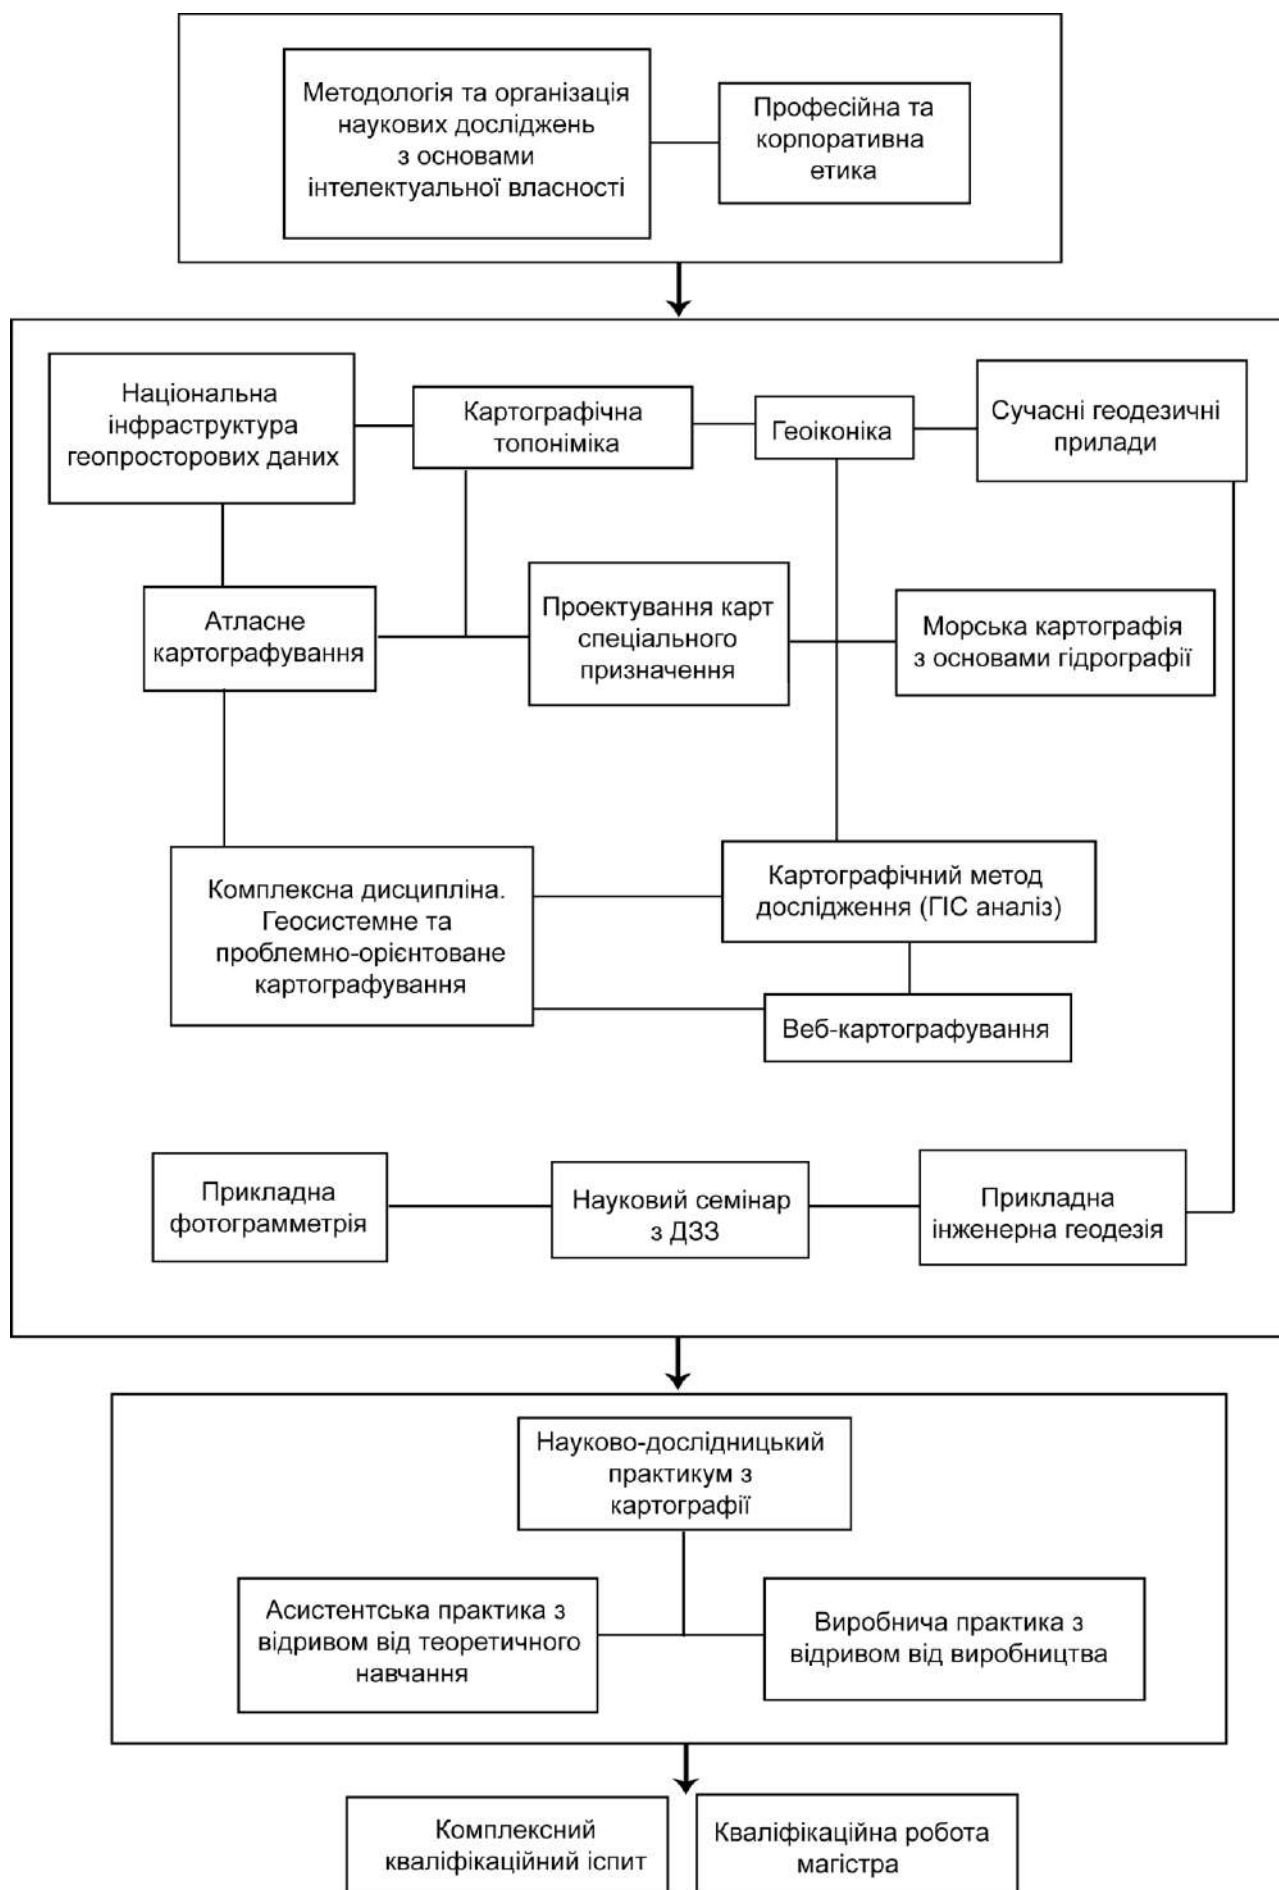 Методологія та організація
наукових досліджень
з основами
інтелектуальної власності
Професійна та
корпоративна
етика
Національна
інфраструктура
геопросторових даних
Картографічна
топоніміка
Геоіконіка
Сучасні геодезичні
прилади
Атласне
картографування
Проектування карт
спеціального
призначення
Морська картографія
з основами гідрографії
Комплексна дисципліна.
Геосистемне та
проблемно-орієнтоване
картографування
Картографічний метод
дослідження (ГІС аналіз)
Веб-картографування
Прикладна
фотограмметрія
Науковий семінар
з ДЗЗ
Прикладна
інженерна геодезія
Науково-дослідницький
практикум з
картографії
Асистентська практика з
відривом від теоретичного
навчання
Виробнича практика з
відривом від виробництва
Комплексний
кваліфікаційний іспит
Кваліфікаційна робота
магістра